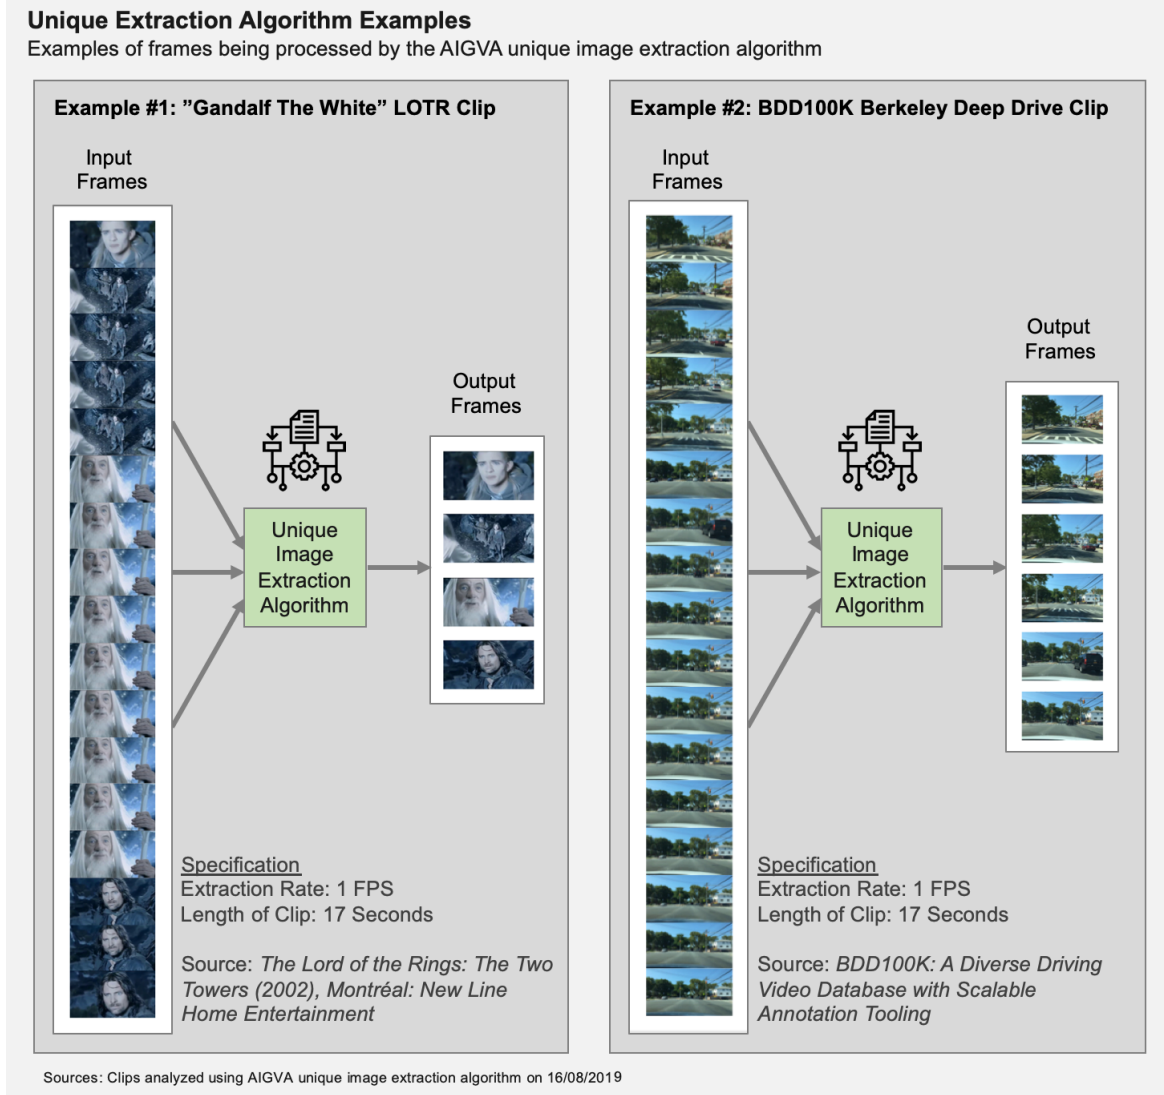 Unique Extraction Algorithm Examples
Examples of frames being processed by the AIGVA unique image extraction algorithm
Example #1: ”Gandalf The White” LOTR Clip
Input
Frames
Output
Frames
Unique
Image
Extraction
Algorithm
Specification
Extraction Rate: 1 FPS
Length of Clip: 17 Seconds
Source: The Lord of the Rings: The Two
Towers (2002), Montréal: New Line
Home Entertainment
Example #2: BDD100K Berkeley Deep Drive Clip
Input
Frames
Output
Frames
Unique
Image
Extraction
Algorithm
Specification
Extraction Rate: 1 FPS
Length of Clip: 17 Seconds
Source: BDD100K: A Diverse Driving
Video Database with Scalable
Annotation Tooling
Sources: Clips analyzed using AIGVA unique image extraction algorithm on 16/08/2019